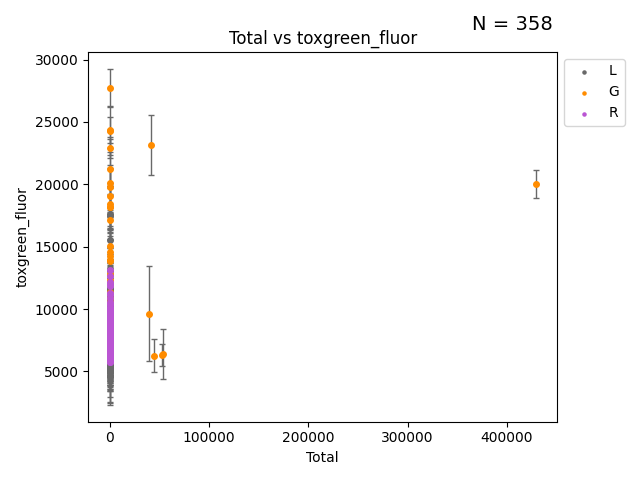 N = 358
Total vs toxgreen_fluor
30000
25000
20000
15000
10000
5000
toxgreen_fluor
0
100000
200000
300000
400000
Total
L
G
R